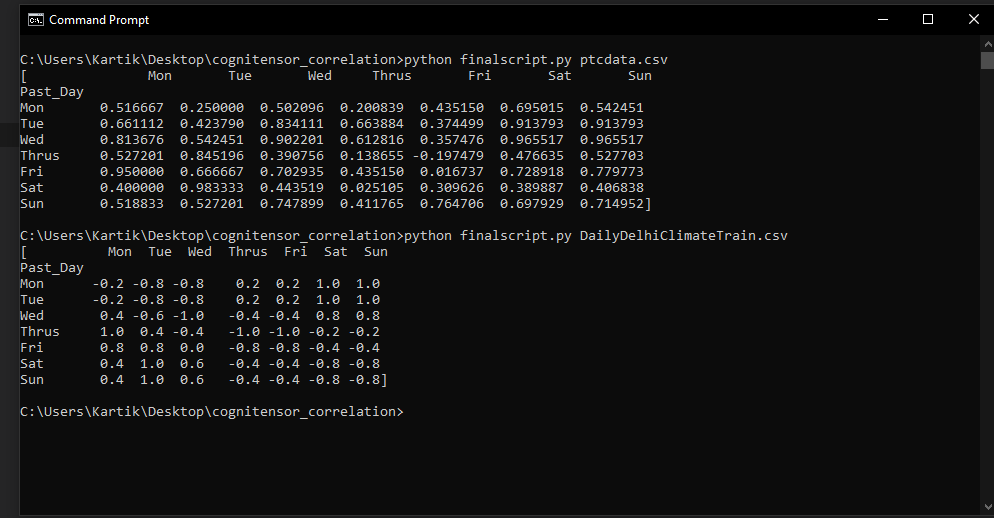 Command Prompt
C:\Users\Kartik\Desktop\cognitensor_correlation>python finalscript.py ptcdata.csv
[               Mon       Tue       Wed     Thrus       Fri       Sat       Sun
Past_Day
Mon       0.516667  0.250000  0.502096  0.200839  0.435150  0.695015  0.542451
Tue       0.661112  0.423790  0.834111  0.663884  0.374499  0.913793  0.913793
Wed       0.813676  0.542451  0.902201  0.612816  0.357476  0.965517  0.965517
Thrus     0.527201  0.845196  0.390756  0.138655 -0.197479  0.476635  0.527703
Fri       0.950000  0.666667  0.702935  0.435150  0.016737  0.728918  0.779773
Sat       0.400000  0.983333  0.443519  0.025105  0.309626  0.389887  0.406838
Sun       0.518833  0.527201  0.747899  0.411765  0.764706  0.697929  0.714952]
C:\Users\Kartik\Desktop\cognitensor_correlation>python finalscript.py DailyDelhiClimateTrain.csv
[          Mon  Tue  Wed  Thrus  Fri  Sat  Sun
Past_Day
Mon      -0.2 -0.8 -0.8    0.2  0.2  1.0  1.0
Tue      -0.2 -0.8 -0.8    0.2  0.2  1.0  1.0
Wed       0.4 -0.6 -1.0   -0.4 -0.4  0.8  0.8
Thrus     1.0  0.4 -0.4   -1.0 -1.0 -0.2 -0.2
Fri       0.8  0.8  0.0   -0.8 -0.8 -0.4 -0.4
Sat       0.4  1.0  0.6   -0.4 -0.4 -0.8 -0.8
Sun       0.4  1.0  0.6   -0.4 -0.4 -0.8 -0.8]
C:\Users\Kartik\Desktop\cognitensor_correlation>